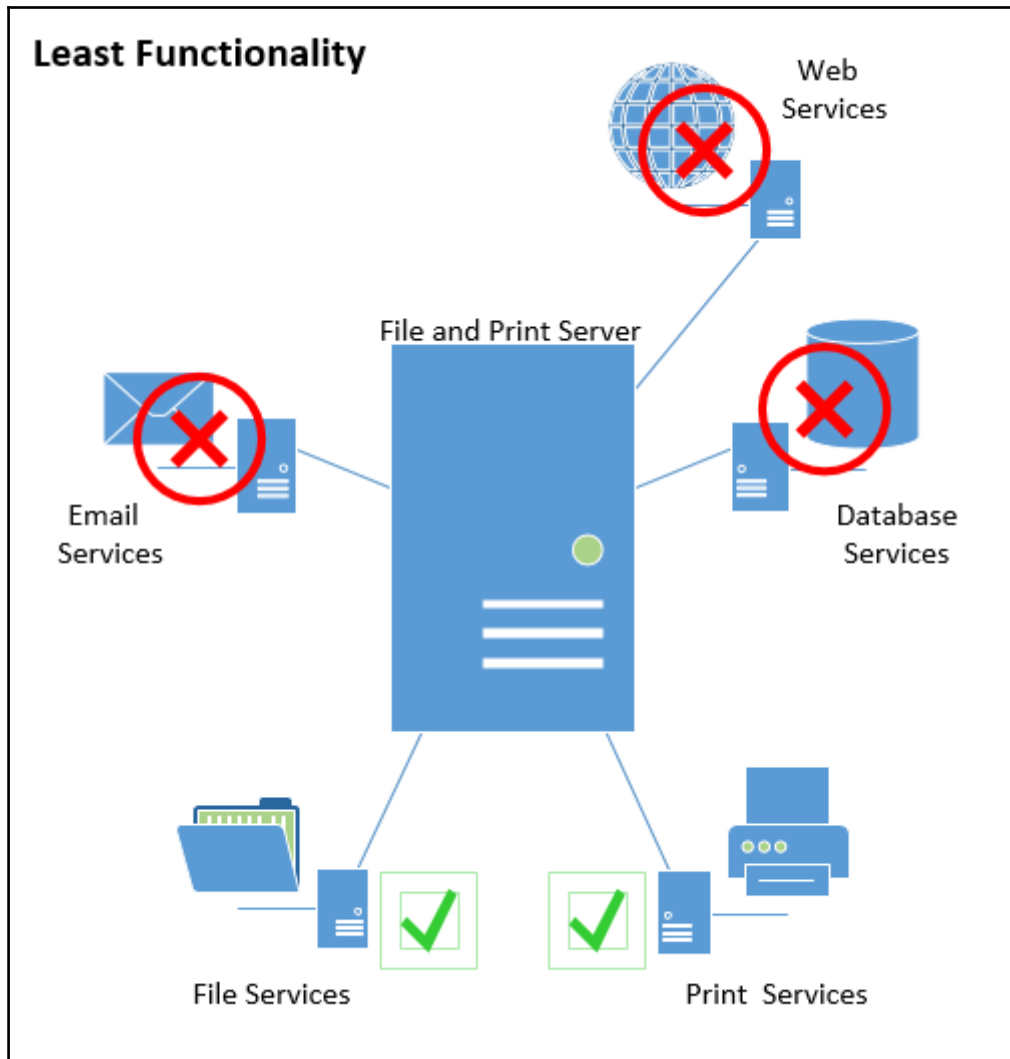 Least Functionality
Web
Services
File and Print Server
Email
Services
Database
Services
File Services
Print Services